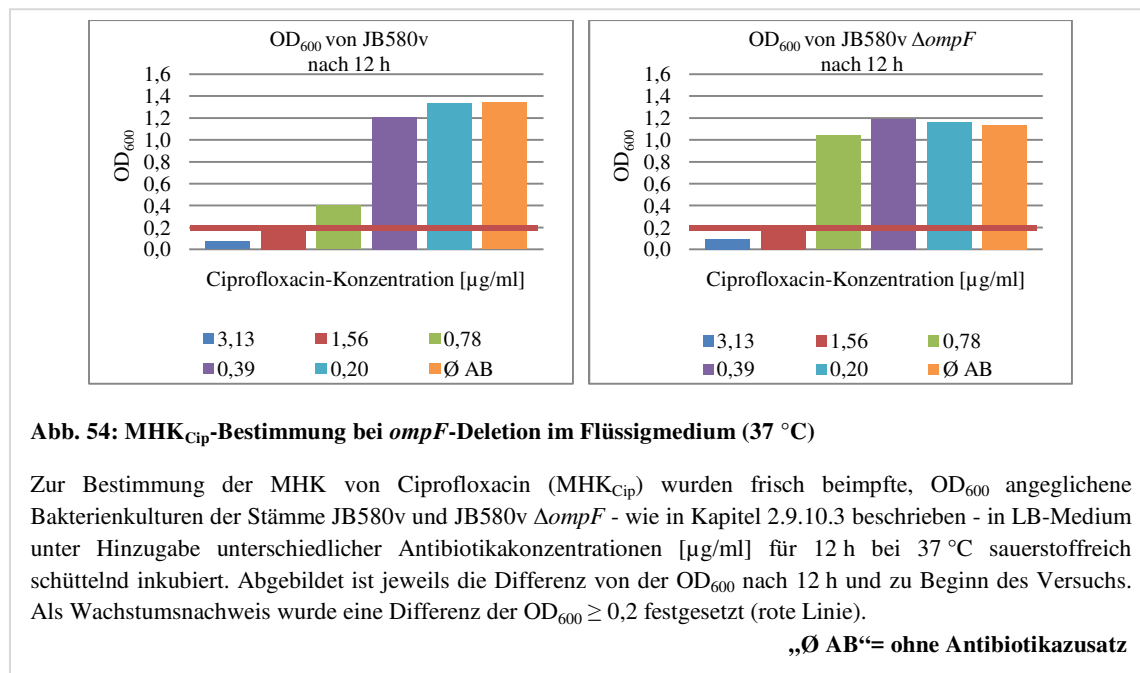 OD600 von JB580v
nach 12 h
1,6
1,4
1,2
1,0
0,8
0,6
0,4
0,2
0,0
OD600
Ciprofloxacin-Konzentration [µg/ml]
3,13 1,56 0,78
0,39 0,20 Ø AB
OD600 von JB580v ΔompF
nach 12 h
1,6
1,4
1,2
1,0
0,8
0,6
0,4
0,2
0,0
OD600
Ciprofloxacin-Konzentration [µg/ml]
3,13 1,56 0,78
0,39 0,20 Ø AB
Abb. 54: MHKCip-Bestimmung bei ompF-Deletion im Flüssigmedium (37 °C)
Zur Bestimmung der MHK von Ciprofloxacin (MHKCip) wurden frisch beimpfte, OD600 angeglichene
Bakterienkulturen der Stämme JB580v und JB580v ΔompF - wie in Kapitel 2.9.10.3 beschrieben - in LB-Medium
unter Hinzugabe unterschiedlicher Antibiotikakonzentrationen [µg/ml] für 12 h bei 37 °C sauerstoffreich
schüttelnd inkubiert. Abgebildet ist jeweils die Differenz von der OD600 nach 12 h und zu Beginn des Versuchs.
Als Wachstumsnachweis wurde eine Differenz der OD600 ≥ 0,2 festgesetzt (rote Linie).
„Ø AB“= ohne Antibiotikazusatz